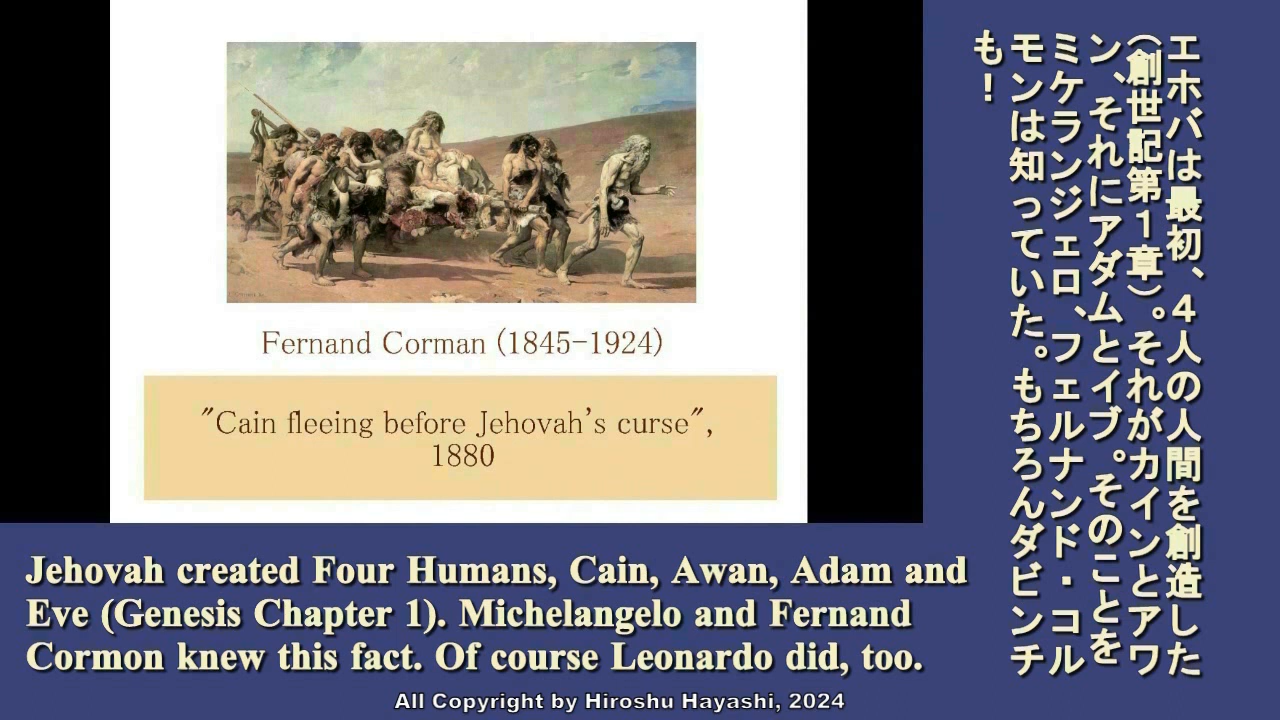 Fernand Corman (1845-1924)
"Cain fleeing before Jehovah's curse",
1880
エホバは最初、4人の人間を創造した
(創世記第1章)。それがカインとアワ
ン、それにアダムとイブ。そのことを
ミケランジェロ、フェルナンド・コル
モンは知っていた。もちろんダビンチ
も!
Jehovah created Four Humans, Cain, Awan, Adam and
Eve (Genesis Chapter 1). Michelangelo and Fernand
Cormon knew this fact. Of course Leonardo did, too.
All Copyright by Hiroshu Hayashi, 2024